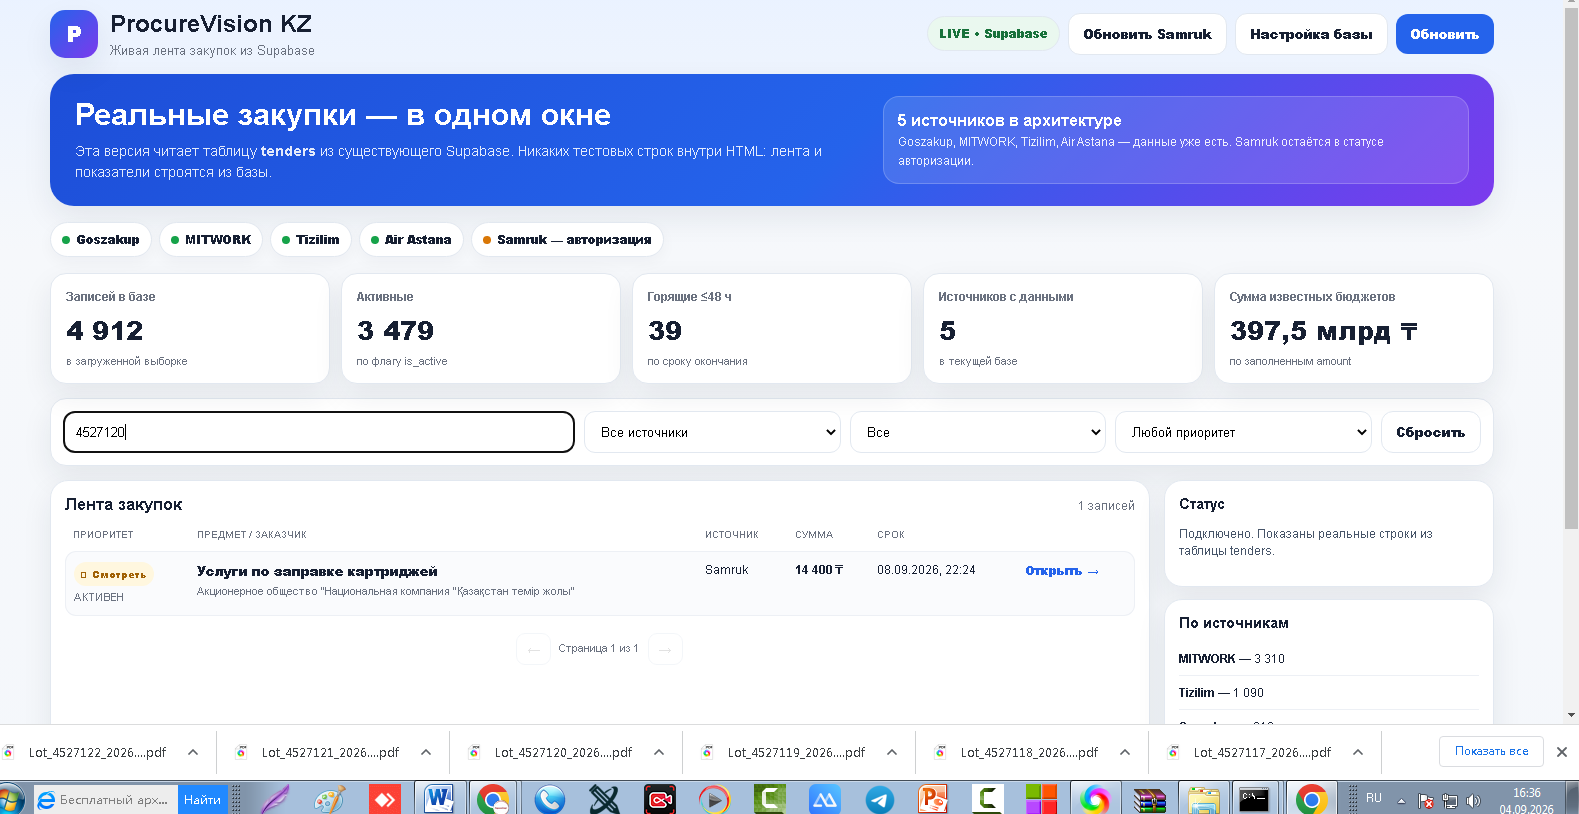 P
ProcureVision KZ
Живая лента закупок из Supabase
LIVE • Supabase
Обновить Samruk
Настройка базы
Обновить
Реальные закупки — в одном окне
Эта версия читает таблицу tenders из существующего Supabase. Никаких тестовых строк внутри HTML: лента и
показатели строятся из базы.
5 источников в архитектуре
Goszakup, MITWORK, Tizilim, Air Astana — данные уже есть. Samruk остаётся в статусе
авторизации.
Goszakup
MITWORK
Tizilim
Air Astana
Samruk — авторизация
Записей в базе
4 912
в загруженной выборке
Активные
3 479
по флагу is_active
Горящие ≤48 ч
39
по сроку окончания
Источников с данными
5
в текущей базе
Сумма известных бюджетов
397,5 млрд ₸
по заполненным amount
4527120
Все источники
Все
Любой приоритет
Сбросить
Лента закупок
1 записей
ПРИОРИТЕТ
ПРЕДМЕТ / ЗАКАЗЧИК
ИСТОЧНИК
СУММА
СРОК
Смотреть
АКТИВЕН
Услуги по заправке картриджей
Акционерное общество "Национальная компания "Қазақстан темір жолы"
Samruk
14 400 ₸
08.09.2026, 22:24
Открыть →
← Страница 1 из 1 →
Статус
Подключено. Показаны реальные строки из
таблицы tenders.
По источникам
MITWORK — 3 310
Tizilim — 1 090
Lot_4527122_2026....pdf
Lot_4527121_2026....pdf
Lot_4527120_2026....pdf
Lot_4527119_2026....pdf
Lot_4527118_2026....pdf
Lot_4527117_2026....pdf
Показать все
Бесплатный арх...
Найти
RU
16:36
04.09.2026